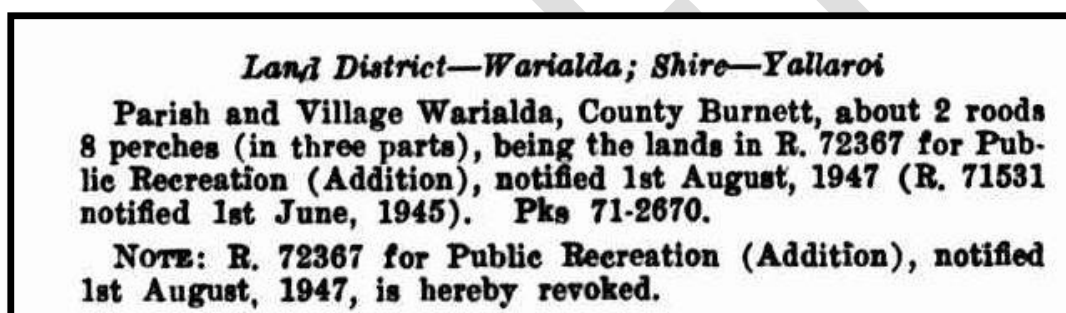 Land District—Warialda; Shire—Yallaroi
Parish and Village Warialda, County Burnett, about 2 roods
8 perches (in three parts), being the lands in R. 72367 for Pub-
lic Recreation (Addition), notified 1st August, 1947 (R. 71531
notified 1st June, 1945). Pks 71-2670.
NOTE: R. 72367 for Public Recreation (Addition), notified
1st August, 1947, is hereby revoked.